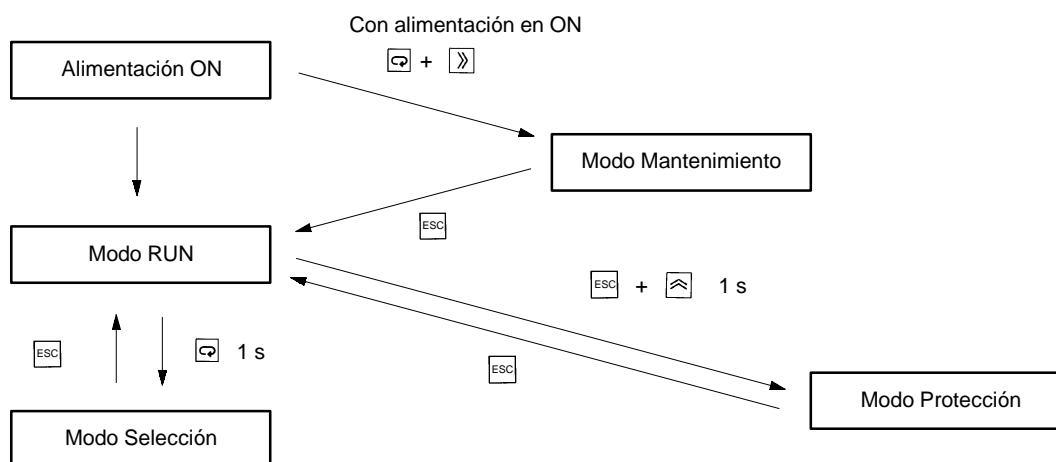 Con alimentación en ON
Alimentación ON
+
Modo Mantenimiento
ESC
Modo RUN
ESC + 1 s
ESC
1 s
ESC
Modo Protección
Modo Selección